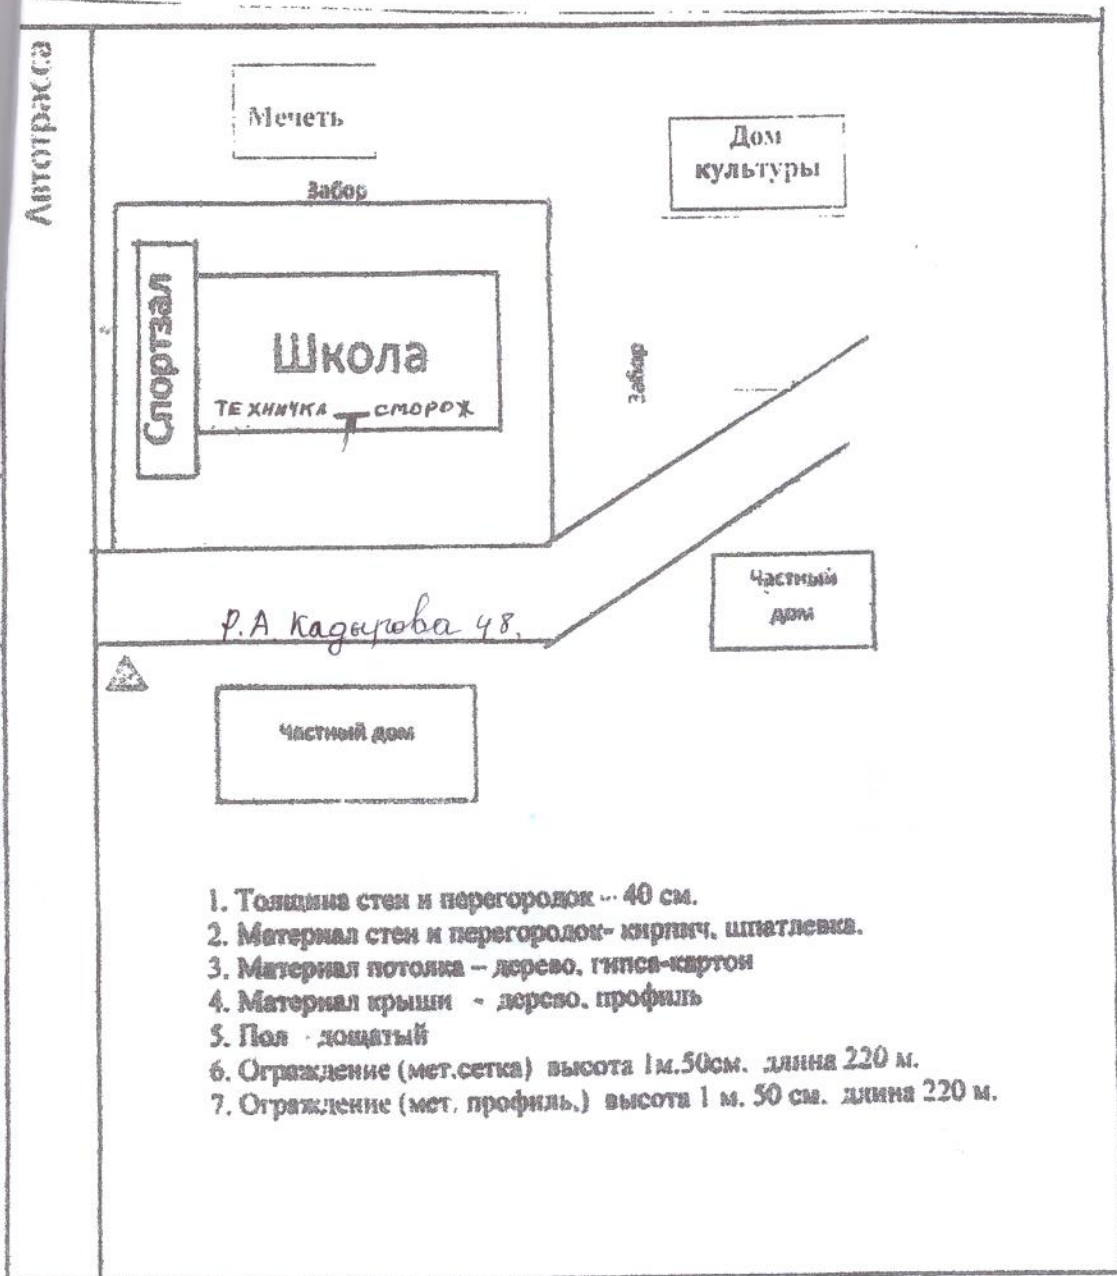 Автотрасса
Мечеть
Дом
культуры
Забор
Спортзал
Школа
Забор
ТЕХНИЧКА СТОРОЖ
Частный
дом
Р.А. Кадырова 48.
Частный дом
1. Толщина стен и перегородок - 40 см.
2. Материал стен и перегородок- кирпич, шпатлевка.
3. Материал потолка – дерево, гипса-картон
4. Материал крыши - дерево, профиль
5. Пол - дощатый
6. Ограждение (мет.сетка) высота 1м.50см. длина 220 м.
7. Ограждение (мет. профиль.) высота 1 м. 50 см. длина 220 м.